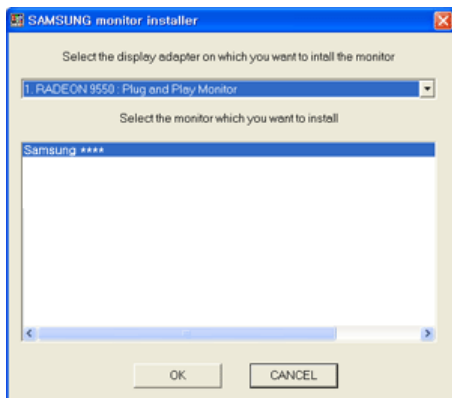 SAMSUNG monitor installer
Select the display adapter on which you want to intall the monitor
1. RADEON 9550 : Plug and Play Monitor
Select the monitor which you want to install
Samsung ****
OK CANCEL